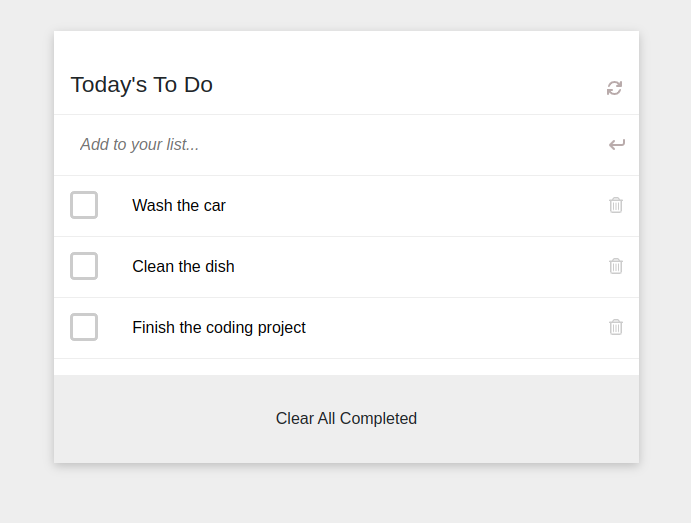 Today's To Do
Add to your list...
Wash the car
Clean the dish
Finish the coding project
Clear All Completed